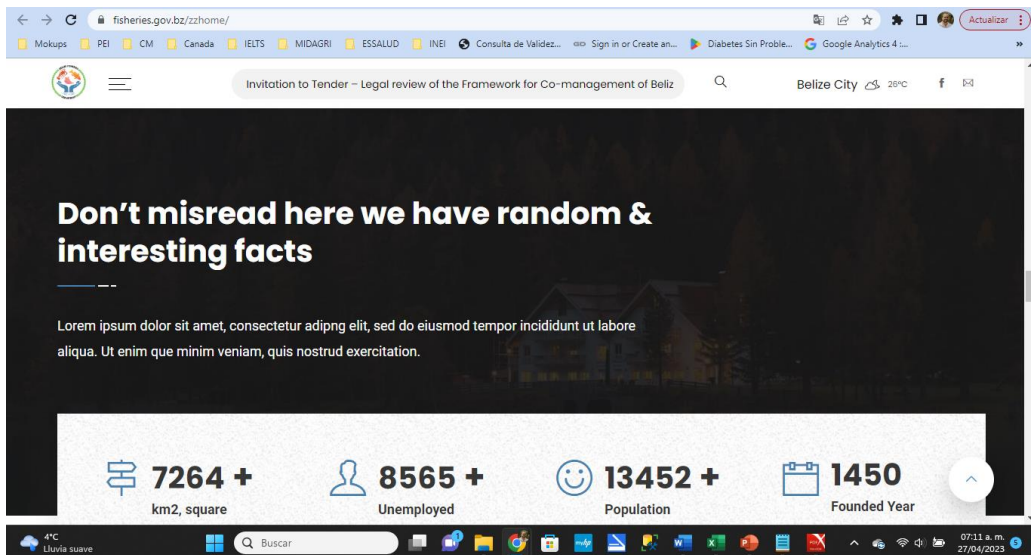 fisheries.gov.bz/zzhome/
Actualizar
Mokups PEI CM Canada IELTS MIDAGRI ESSALUD INEI Consulta de Validez... Sign in or Create an... Diabetes Sin Proble... Google Analytics 4 :... »
Invitation to Tender – Legal review of the Framework for Co-management of Beliz
Belize City 26°C
Don’t misread here we have random &
interesting facts
Lorem ipsum dolor sit amet, consectetur adipng elit, sed do eiusmod tempor incididunt ut labore
aliqua. Ut enim que minim veniam, quis nostrud exercitation.
7264 + 8565 + 13452 + 1450
km2, square Unemployed Population Founded Year
4°C
Lluvia suave
Buscar
07:11 a. m.
27/04/2023
5